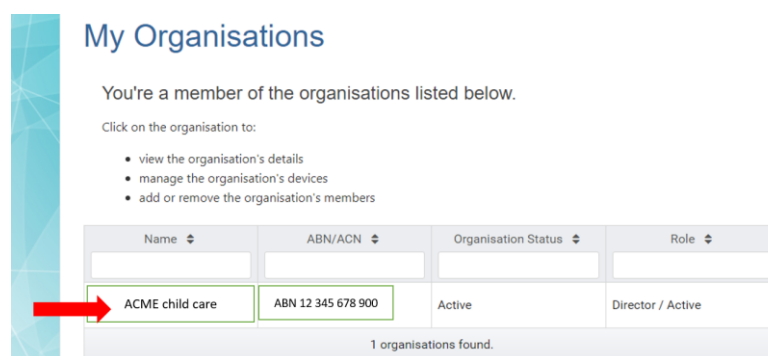 My Organisations
You're a member of the organisations listed below.
Click on the organisation to:
• view the organisation's details
• manage the organisation's devices
• add or remove the organisation's members
Name ABN/ACN Organisation Status Role
ACME child care ABN 12 345 678 900 Active Director / Active
1 organisations found.